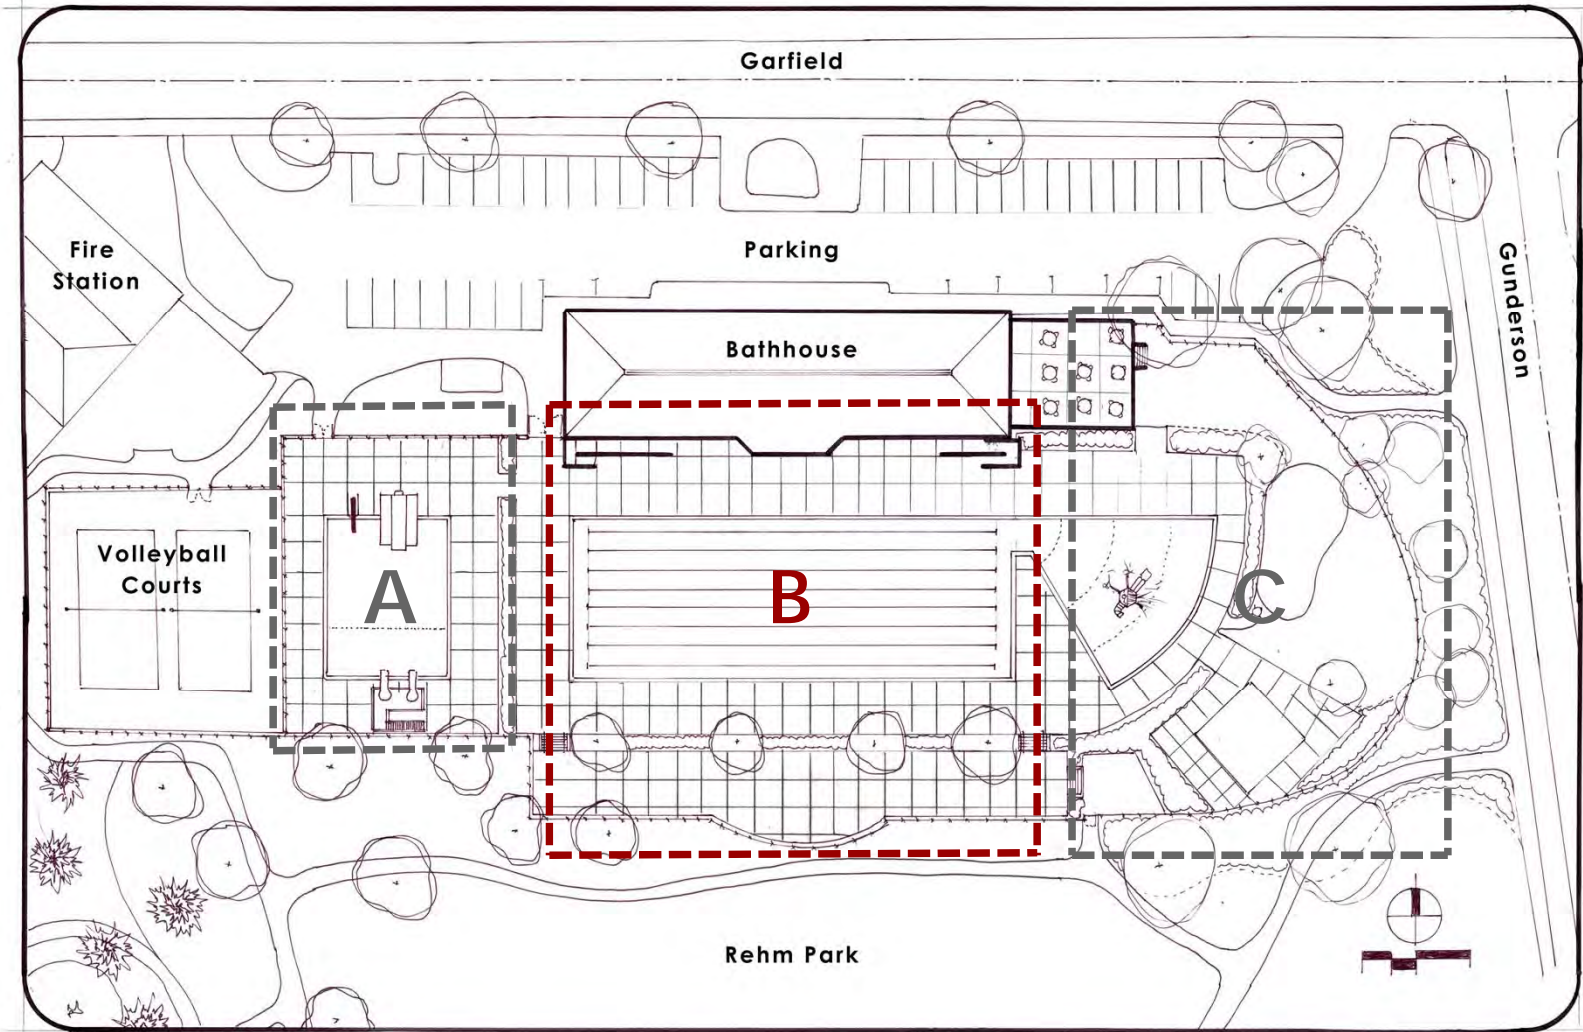 Garfield
Parking
Fire
Station
Gunderson
Bathhouse
Volleyball
Courts
A
B
C
Rehm Park